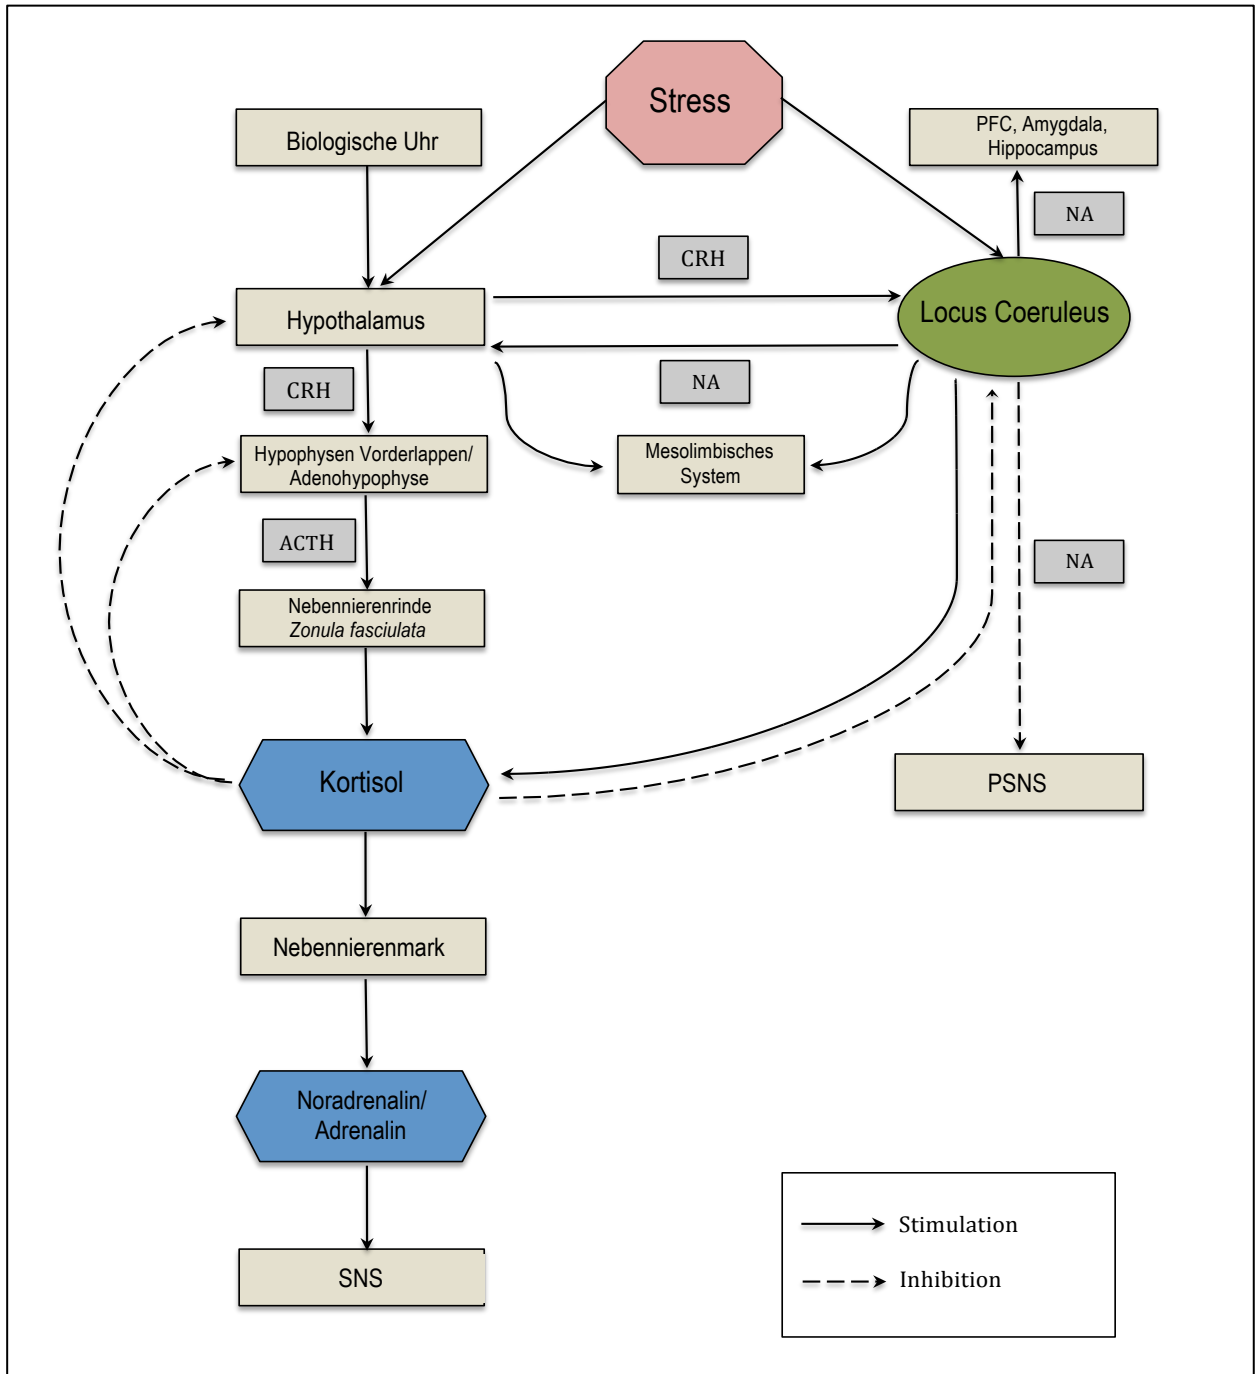 Stress
Biologische Uhr
PFC, Amygdala,
Hippocampus
NA
CRH
Hypothalamus
Locus Coeruleus
CRH
NA
Hypophysen Vorderlappen/
Adenohypophyse
Mesolimbisches
System
ACTH
NA
Nebennierenrinde
Zonula fasciulata
Kortisol
PSNS
Nebennierenmark
Noradrenalin/
Adrenalin
SNS
Stimulation
Inhibition